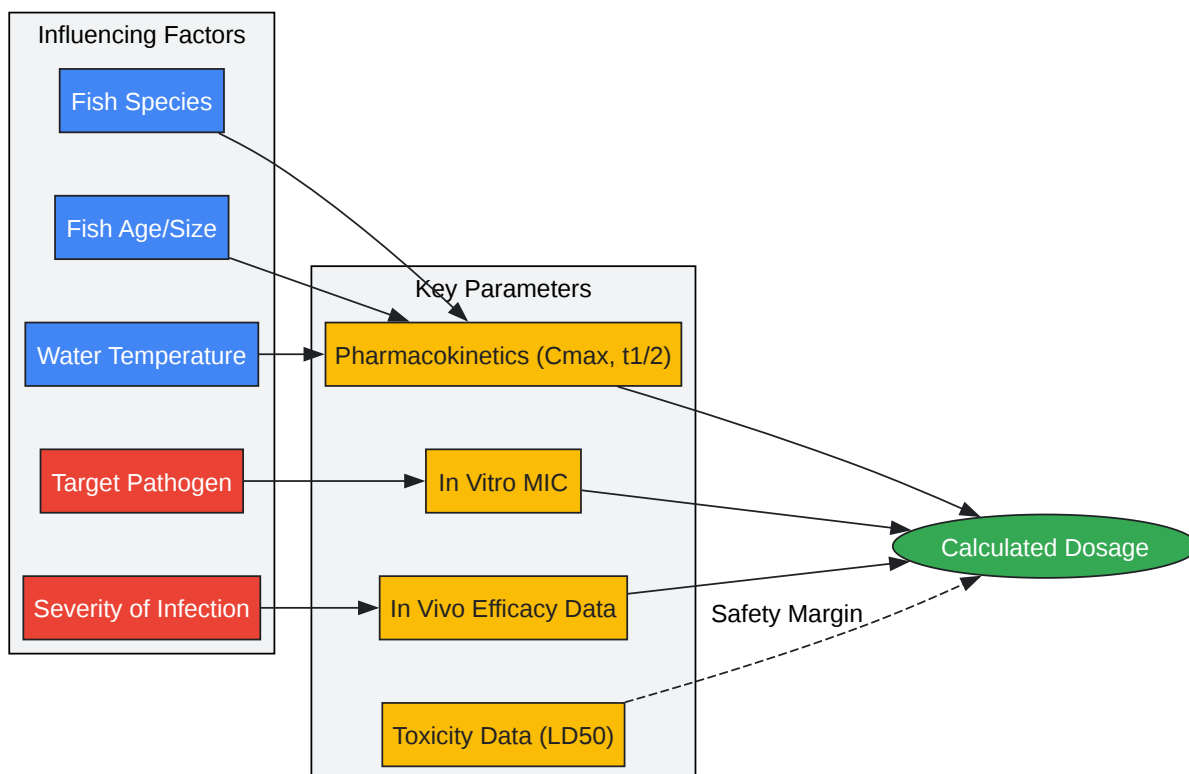 Influencing Factors
Fish Species
Fish Age/Size
Water Temperature
Target Pathogen
Severity of Infection
Key Parameters
Pharmacokinetics (Cmax, t1/2)
In Vitro MIC
In Vivo Efficacy Data
Toxicity Data (LD50)
Safety Margin
Calculated Dosage